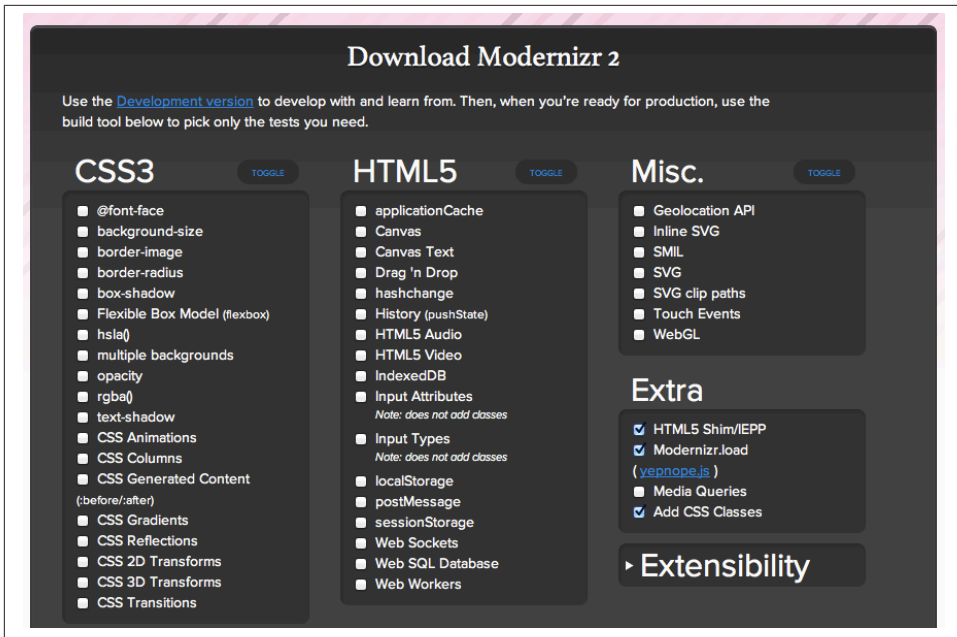 Download Modernizr 2
Use the Development version to develop with and learn from. Then, when you're ready for production, use the
build tool below to pick only the tests you need.
CSS3
TOGGLE
@font-face
background-size
border-image
border-radius
box-shadow
Flexible Box Model (flexbox)
hsla()
multiple backgrounds
opacity
rgba()
text-shadow
CSS Animations
CSS Columns
CSS Generated Content
(:before/:after)
CSS Gradients
CSS Reflections
CSS 2D Transforms
CSS 3D Transforms
CSS Transitions
HTML5
TOGGLE
applicationCache
Canvas
Canvas Text
Drag 'n Drop
hashchange
History (pushState)
HTML5 Audio
HTML5 Video
IndexedDB
Input Attributes
Note: does not add classes
Input Types
Note: does not add classes
localStorage
postMessage
sessionStorage
Web Sockets
Web SQL Database
Web Workers
Misc.
TOGGLE
Geolocation API
Inline SVG
SMIL
SVG
SVG clip paths
Touch Events
WebGL
Extra
HTML5 Shim/IEPP
Modernizr.load
( yepnope.js )
Media Queries
Add CSS Classes
Extensibility